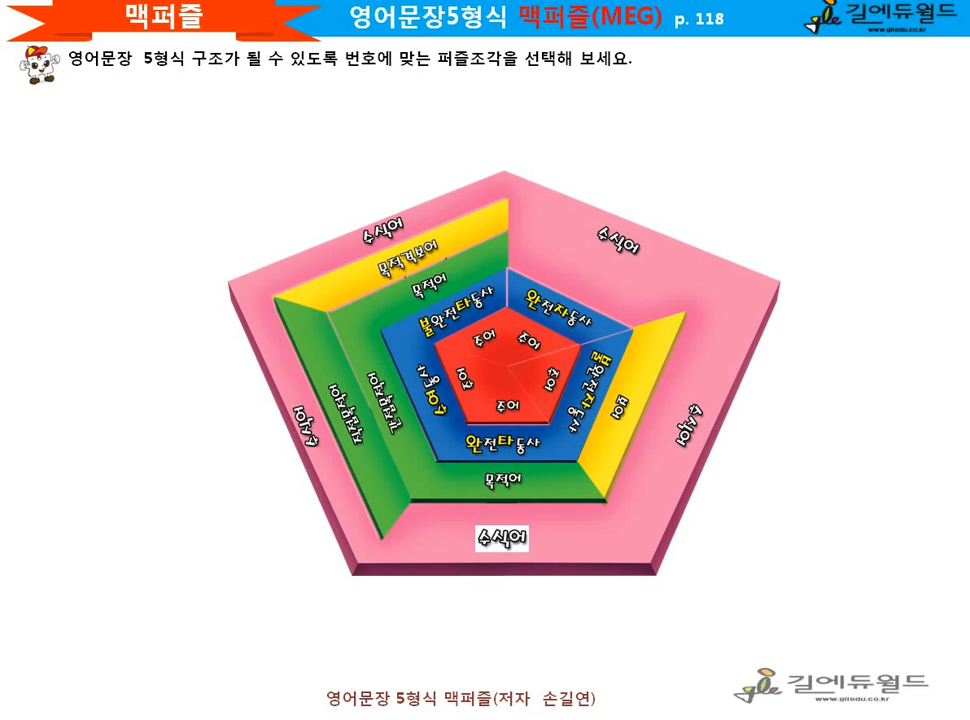 맥퍼즐
영어문장5형식 맥퍼즐(MEG) p. 118
gle 길에듀월드
www.giledu.co.kr
영어문장 5형식 구조가 될 수 있도록 번호에 맞는 퍼즐조각을 선택해 보세요.
수식어
수식어
목적격보어
목적어
불완전타동사
완전자동사
주어
주어
주어
주어
주어
수여동사
불완전자동사
보어
간접목적어
직접목적어
수식어
수식어
완전타동사
목적어
수식어
영어문장 5형식 맥퍼즐(저자 손길연)
gle 길에듀월드
www.giledu.co.kr